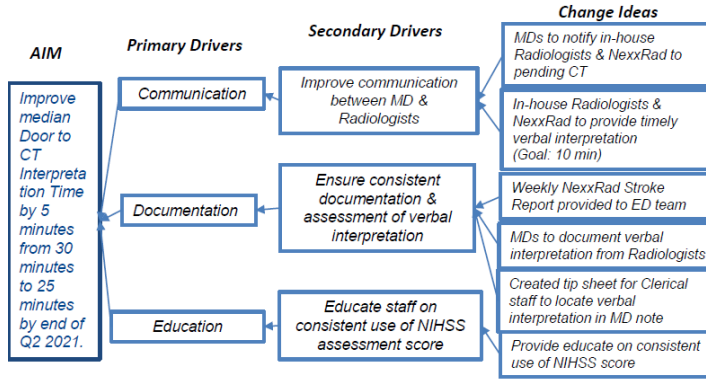 AIM
Primary Drivers
Secondary Drivers
Change Ideas
Improve
median
Door to
CT
Interpretation Time
by 5
minutes
from 30
minutes
to 25
minutes
by end of
Q2 2021.
Communication
Documentation
Education
Improve communication
between MD &
Radiologists
Ensure consistent
documentation &
assessment of verbal
interpretation
Educate staff on
consistent use of NIHSS
assessment score
MDs to notify in-house
Radiologists & NexxRad to
pending CT
In-house Radiologists &
NexxRad to provide timely
verbal interpretation
(Goal: 10 min)
Weekly NexxRad Stroke
Report provided to ED team
MDs to document verbal
interpretation from Radiologists
Created tip sheet for Clerical
staff to locate verbal
interpretation in MD note
Provide educate on consistent
use of NIHSS score